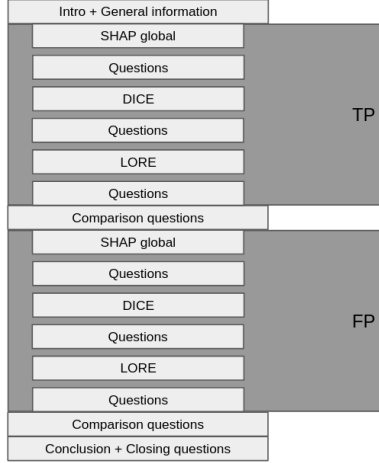 Intro + General information
SHAP global
Questions
DICE
TP
Questions
LORE
Questions
Comparison questions
SHAP global
Questions
DICE
FP
Questions
LORE
Questions
Comparison questions
Conclusion + Closing questions